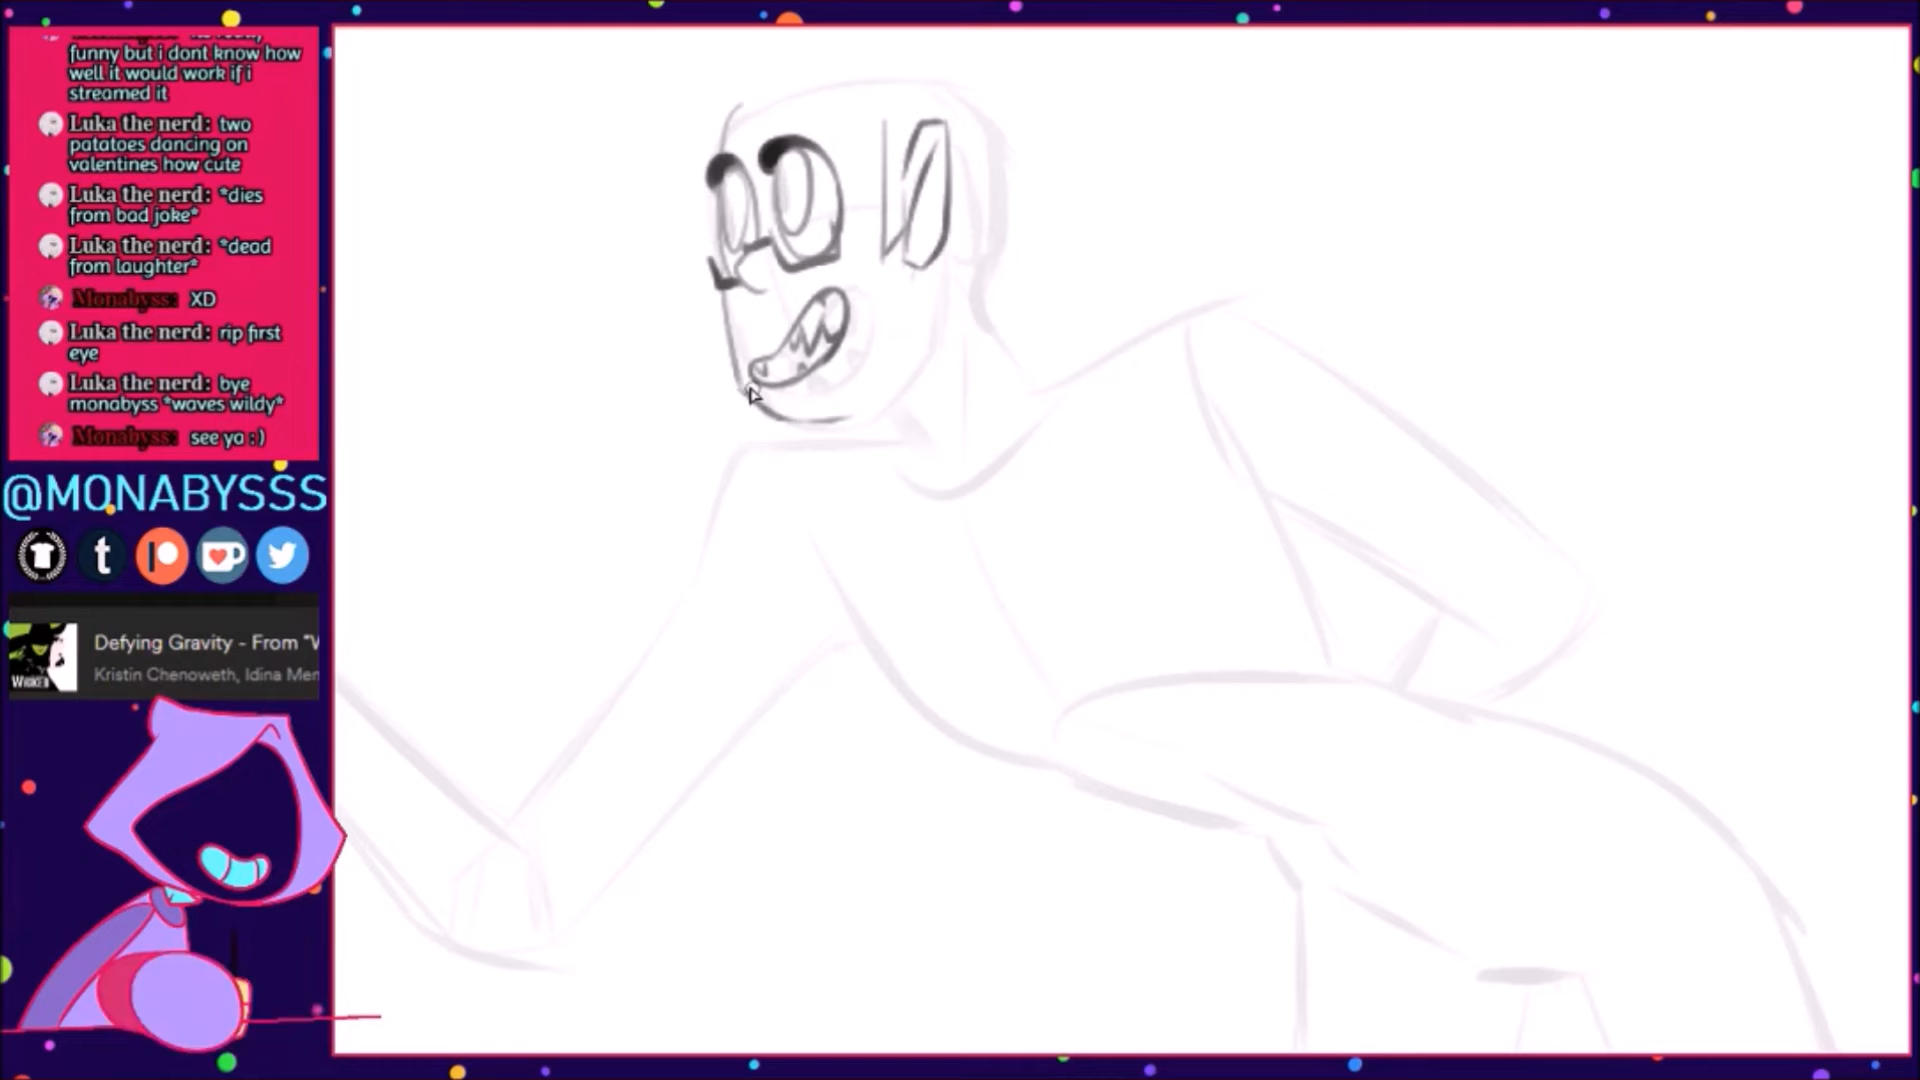 funny but i dont know how
well it would work if i
streamed it
Luka the nerd: two
patatoes dancing on
valentines how cute
Luka the nerd: *dies
from bad joke*
Luka the nerd: *dead
from laughter*
Monabyss: XD
Luka the nerd: rip first
eye
Luka the nerd: bye
monabyss *waves wildy*
Monabyss: see ya :)
@MONABYSSS
t
Defying Gravity - From "W
Kristin Chenoweth, Idina Men
WICKED